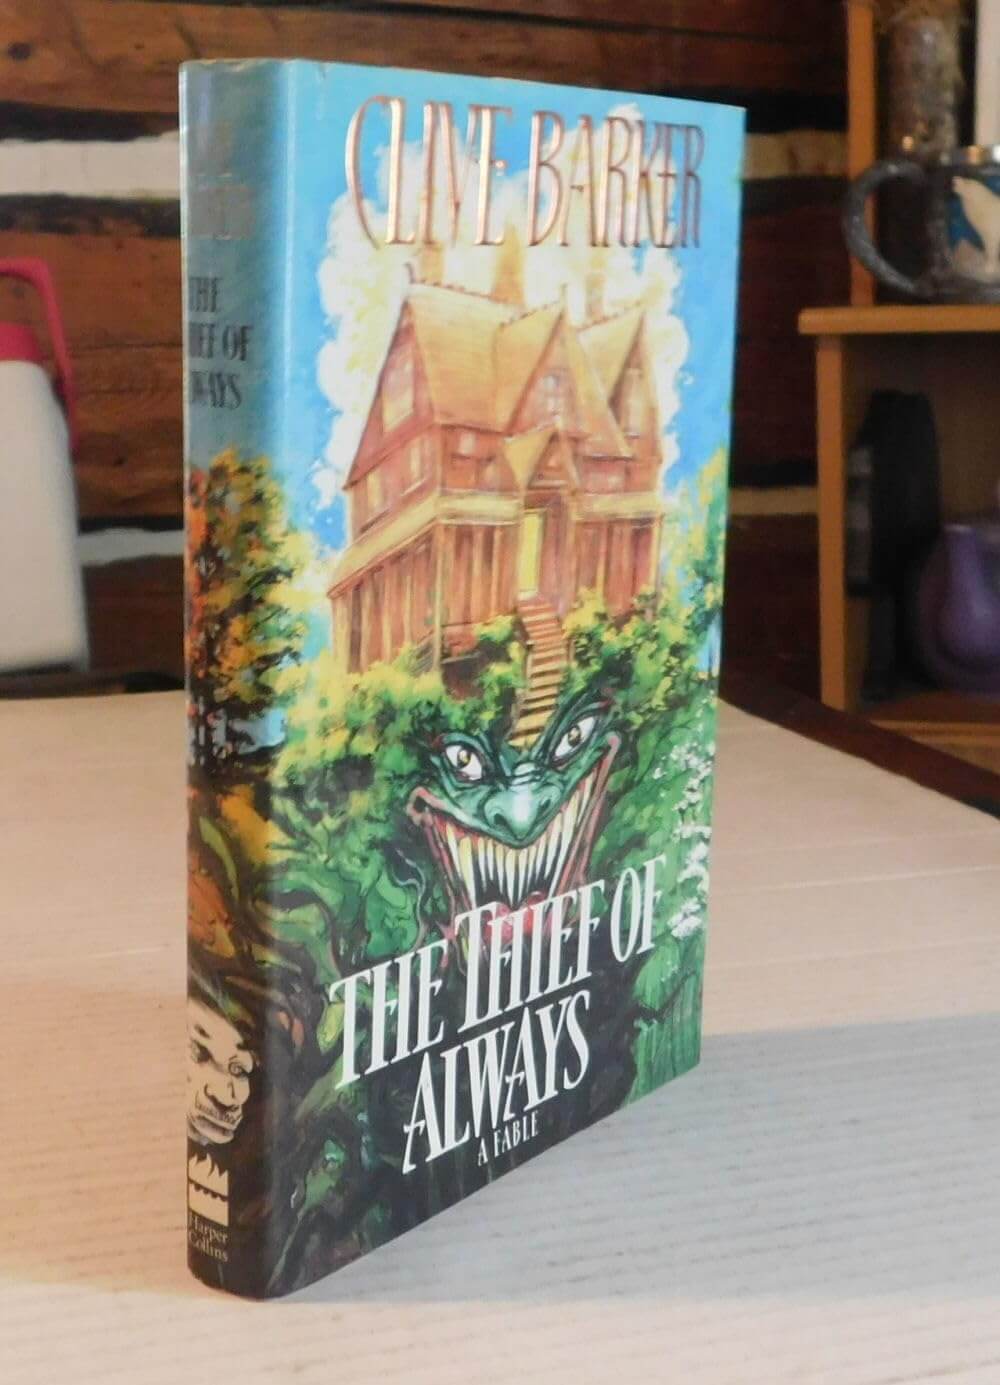 CLIVE BARKER
THE THIEF OF
ALWAYS
A FABLE
THE
THIEF OF
ALWAYS
Harper
Collins